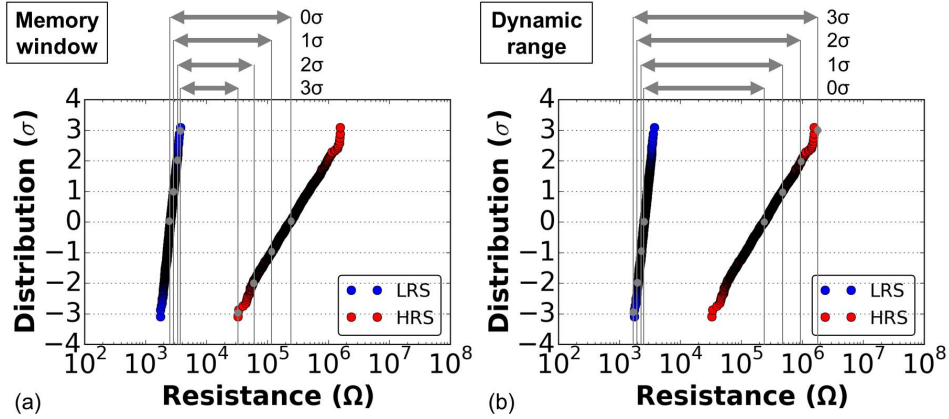 Memory
window
0σ
1σ
2σ
3σ
4
3
2
1
0
−1
−2
−3
−4
Distribution (σ)
LRS
HRS
10² 10³ 10⁴ 10⁵ 10⁶ 10⁷ 10⁸
Resistance (Ω)
(a)
Dynamic
range
3σ
2σ
1σ
0σ
4
3
2
1
0
−1
−2
−3
−4
Distribution (σ)
LRS
HRS
10² 10³ 10⁴ 10⁵ 10⁶ 10⁷ 10⁸
Resistance (Ω)
(b)